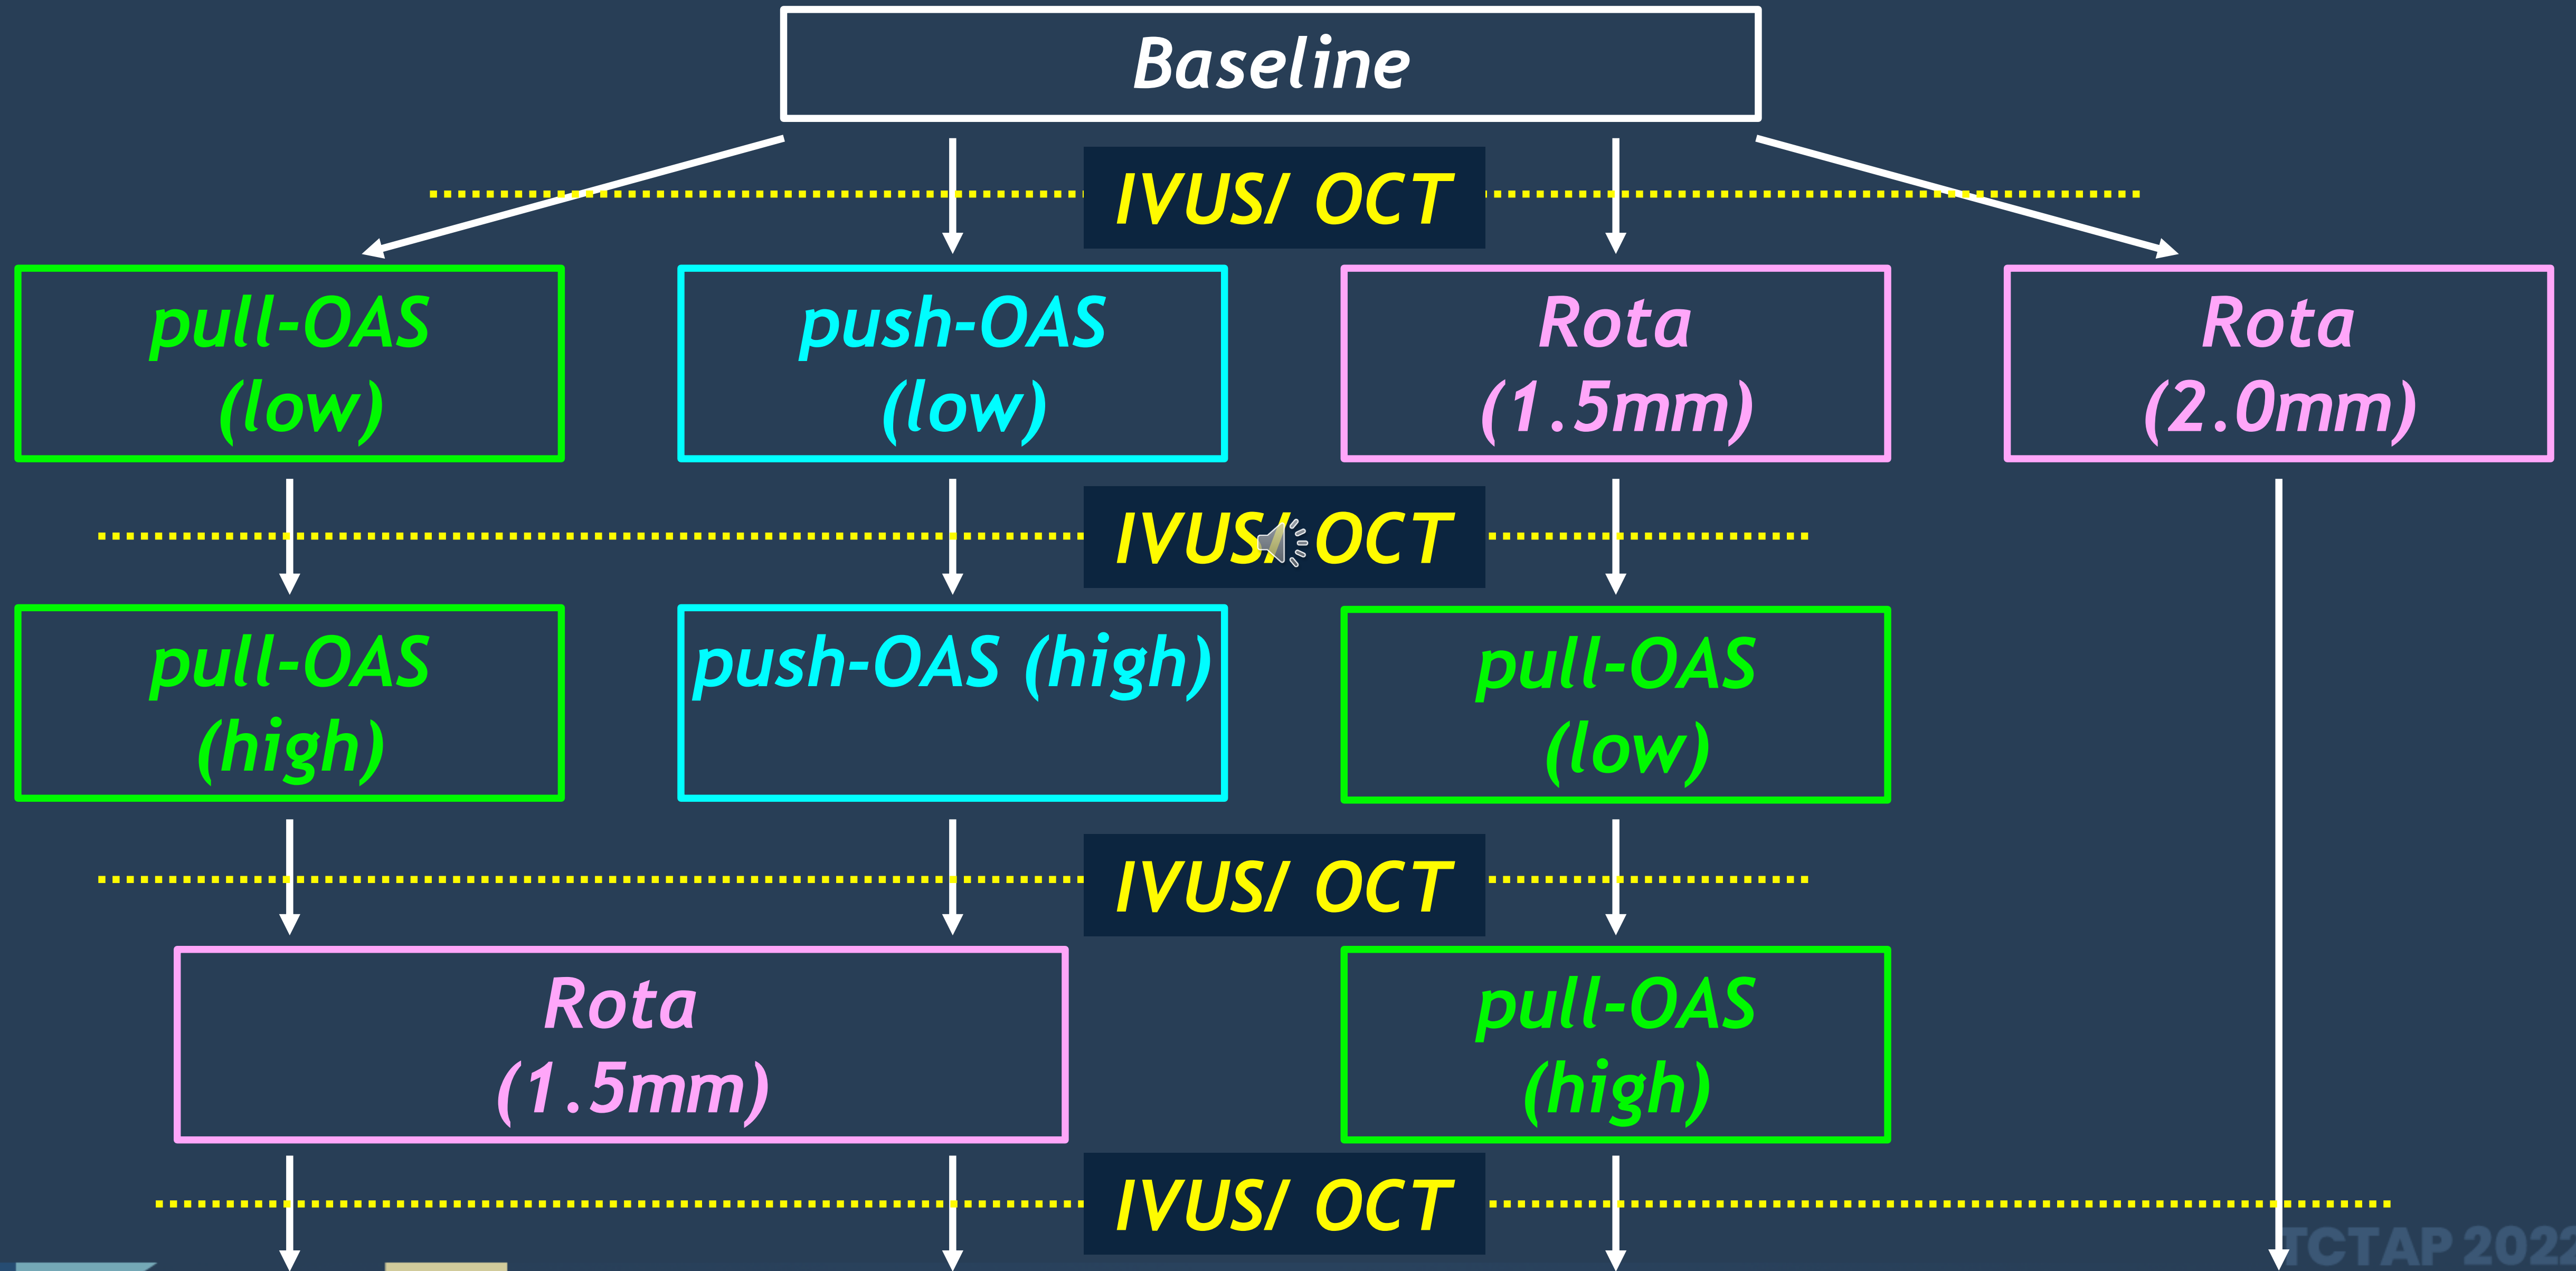 Baseline
IVUS/ OCT
pull-OAS
(low)
push-OAS
(low)
Rota
(1.5mm)
Rota
(2.0mm)
IVUS/ OCT
pull-OAS
(high)
push-OAS (high)
pull-OAS
(low)
IVUS/ OCT
Rota
(1.5mm)
pull-OAS
(high)
IVUS/ OCT
TCTAP 2022